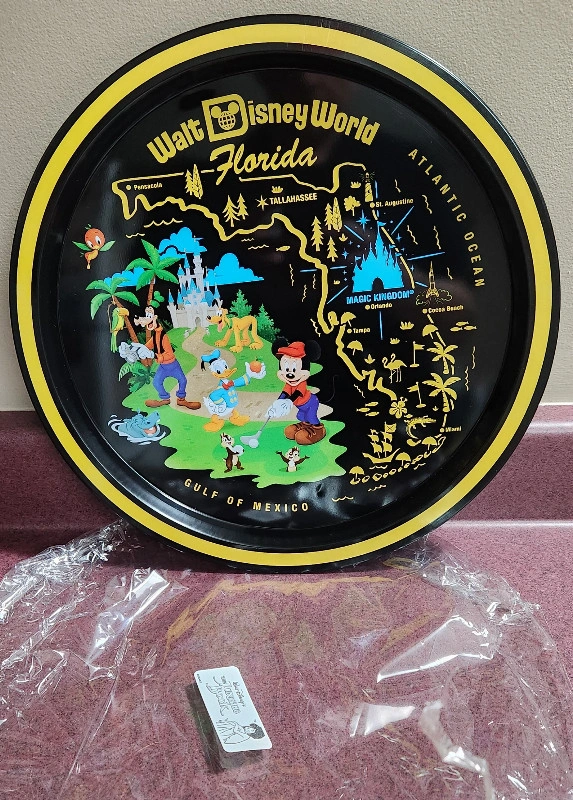 Walt Disney World
Florida
Pensacola
TALLAHASSEE
St. Augustine
ATLANTIC OCEAN
MAGIC KINGDOM®
Orlando
Cocoa Beach
Tampa
Miami
GULF OF MEXICO